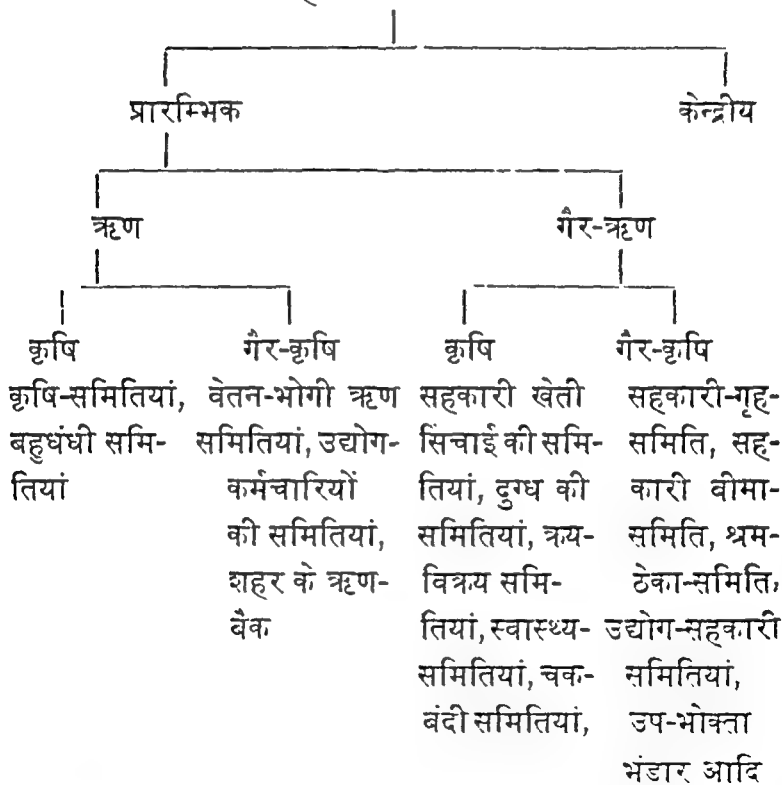 प्रारम्भिक केन्द्रीय
ऋण गैर-ऋण
कृषि गैर-कृषि कृषि गैर-कृषि
कृषि-समितियां, वेतन-भोगी ऋण सहकारी खेती सहकारी-गृह-
बहुधंधी समि- समितियां, उद्योग- सिंचाई की समि- समिति, सह-
तियां कर्मचारियों तियां, दुग्ध की कारी बीमा-
की समितियां, समितियां, क्रय- समिति, श्रम-
शहर के ऋण- विक्रय समि- ठेका-समिति,
बैंक तियां, स्वास्थ्य- उद्योग-सहकारी
समितियां, चक- समितियां,
बंदी समितियां, उप-भोक्ता
भंडार आदि